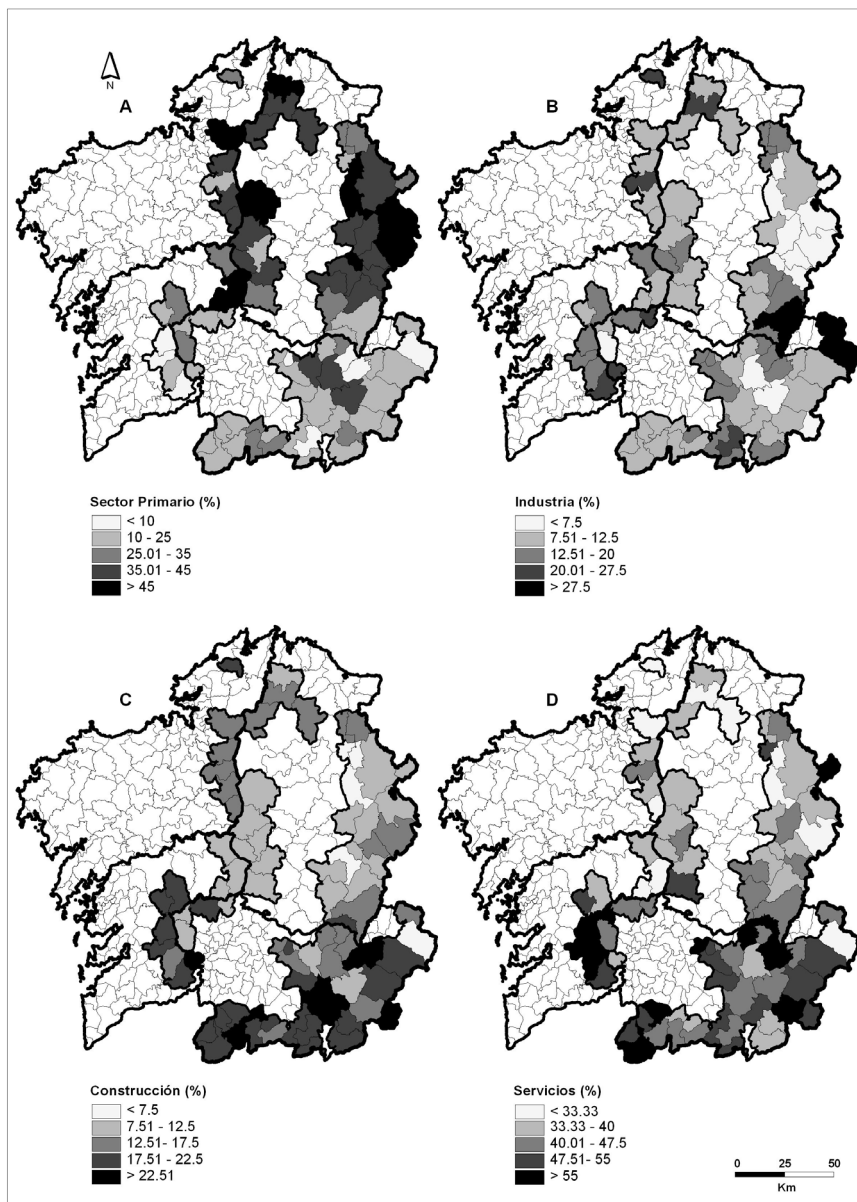 N
A
B
Sector Primario (%)
< 10
10 - 25
25.01 - 35
35.01 - 45
> 45
Industria (%)
< 7.5
7.51 - 12.5
12.51 - 20
20.01 - 27.5
> 27.5
C
D
Construcción (%)
< 7.5
7.51 - 12.5
12.51- 17.5
17.51 - 22.5
> 22.51
Servicios (%)
< 33.33
33.33 - 40
40.01 - 47.5
47.51- 55
> 55
0 25 50
Km